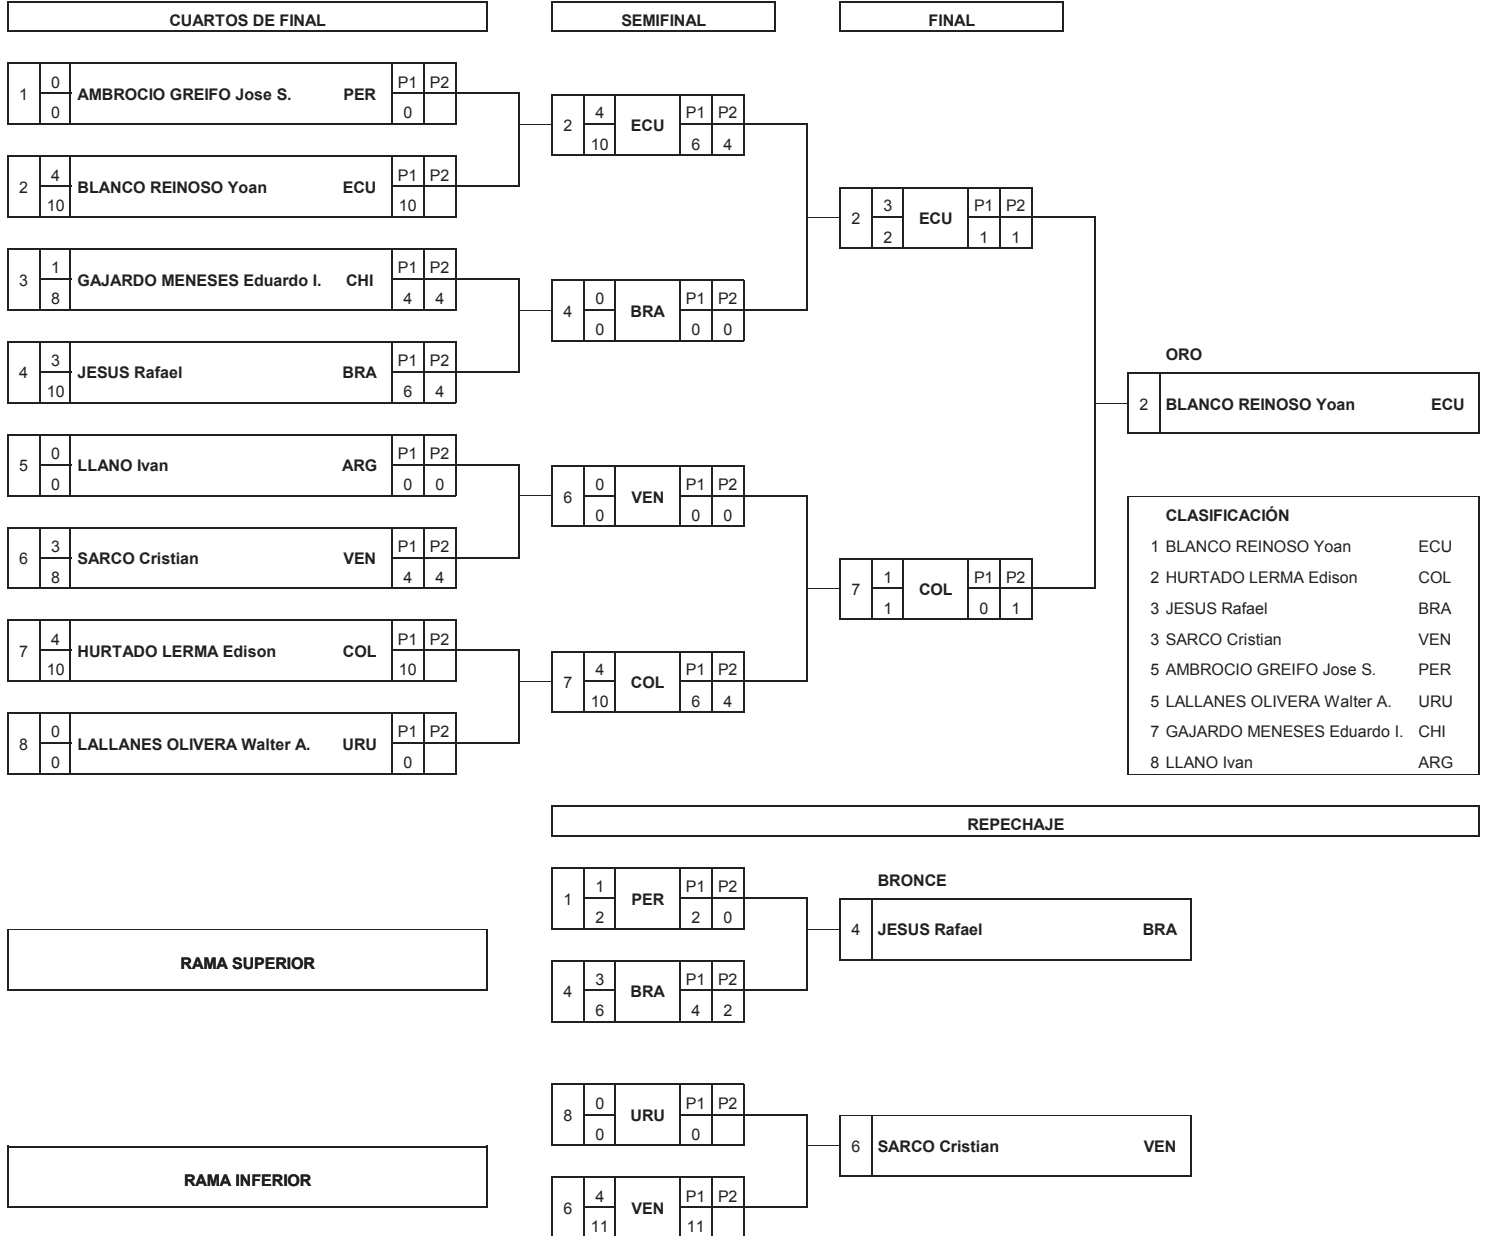 CUARTOS DE FINAL SEMIFINAL FINAL
1 0 0 AMBROCIO GREIFO Jose S. PER P1 P2 0
2 4 10 BLANCO REINOSO Yoan ECU P1 P2 10
3 1 8 GAJARDO MENESES Eduardo I. CHI P1 P2 4 4
4 3 10 JESUS Rafael BRA P1 P2 6 4
5 0 0 LLANO Ivan ARG P1 P2 0 0
6 3 8 SARCO Cristian VEN P1 P2 4 4
7 4 10 HURTADO LERMA Edison COL P1 P2 10
8 0 0 LALLANES OLIVERA Walter A. URU P1 P2 0
2 4 10 ECU P1 P2 6 4
4 0 0 BRA P1 P2 0 0
6 0 0 VEN P1 P2 0 0
7 4 10 COL P1 P2 6 4
2 3 2 ECU P1 P2 1 1
7 1 1 COL P1 P2 0 1
ORO
2 BLANCO REINOSO Yoan ECU
CLASIFICACIÓN
1 BLANCO REINOSO Yoan ECU
2 HURTADO LERMA Edison COL
3 JESUS Rafael BRA
3 SARCO Cristian VEN
5 AMBROCIO GREIFO Jose S. PER
5 LALLANES OLIVERA Walter A. URU
7 GAJARDO MENESES Eduardo I. CHI
8 LLANO Ivan ARG
REPECHAJE
RAMA SUPERIOR
1 1 2 PER P1 P2 2 0
4 3 6 BRA P1 P2 4 2
BRONCE
4 JESUS Rafael BRA
RAMA INFERIOR
8 0 0 URU P1 P2 0
6 4 11 VEN P1 P2 11
6 SARCO Cristian VEN